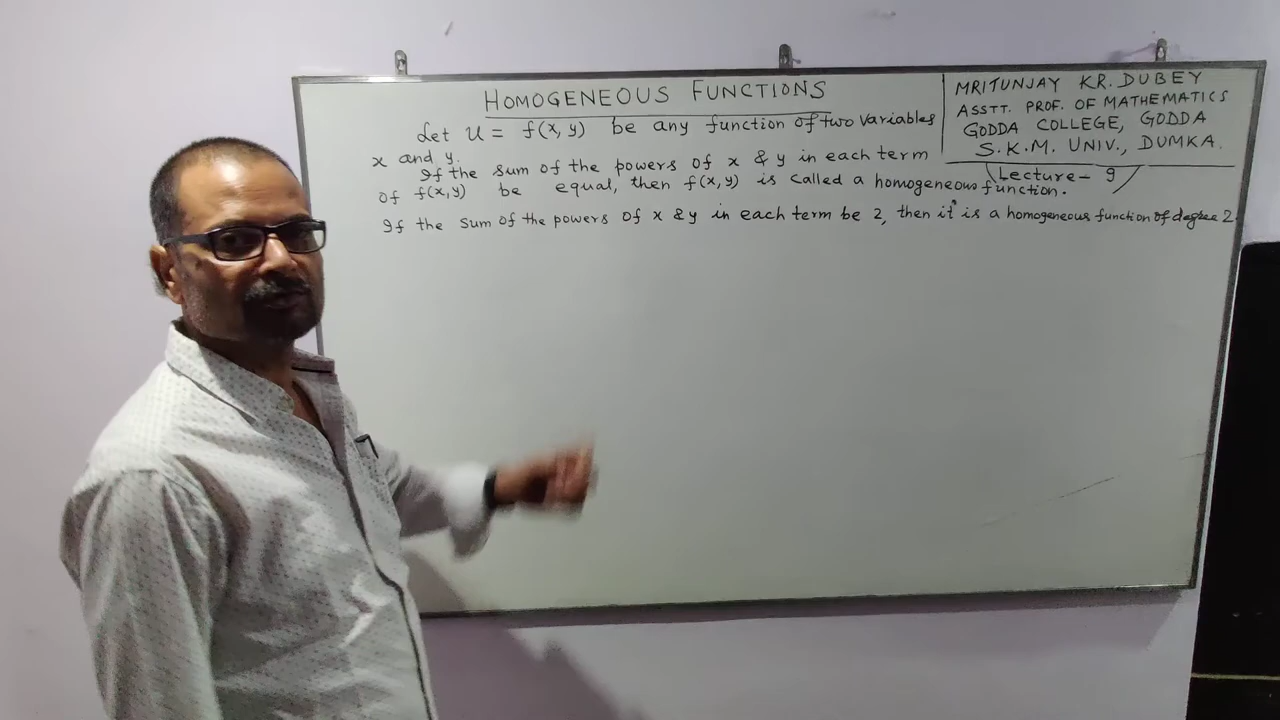 HOMOGENEOUS FUNCTIONS
Let U = f(x, y) be any function of two variables
x and y.
If the sum of the powers of x & y in each term
of f(x,y) be equal, then f(x,y) is called a homogeneous function.
If the sum of the powers of x & y in each term be 2, then it is a homogeneous function of degree 2.
MRITUNJAY KR. DUBEY
ASSTT. PROF. OF MATHEMATICS
GODDA COLLEGE, GODDA
S.K.M. UNIV., DUMKA.
Lecture - 9